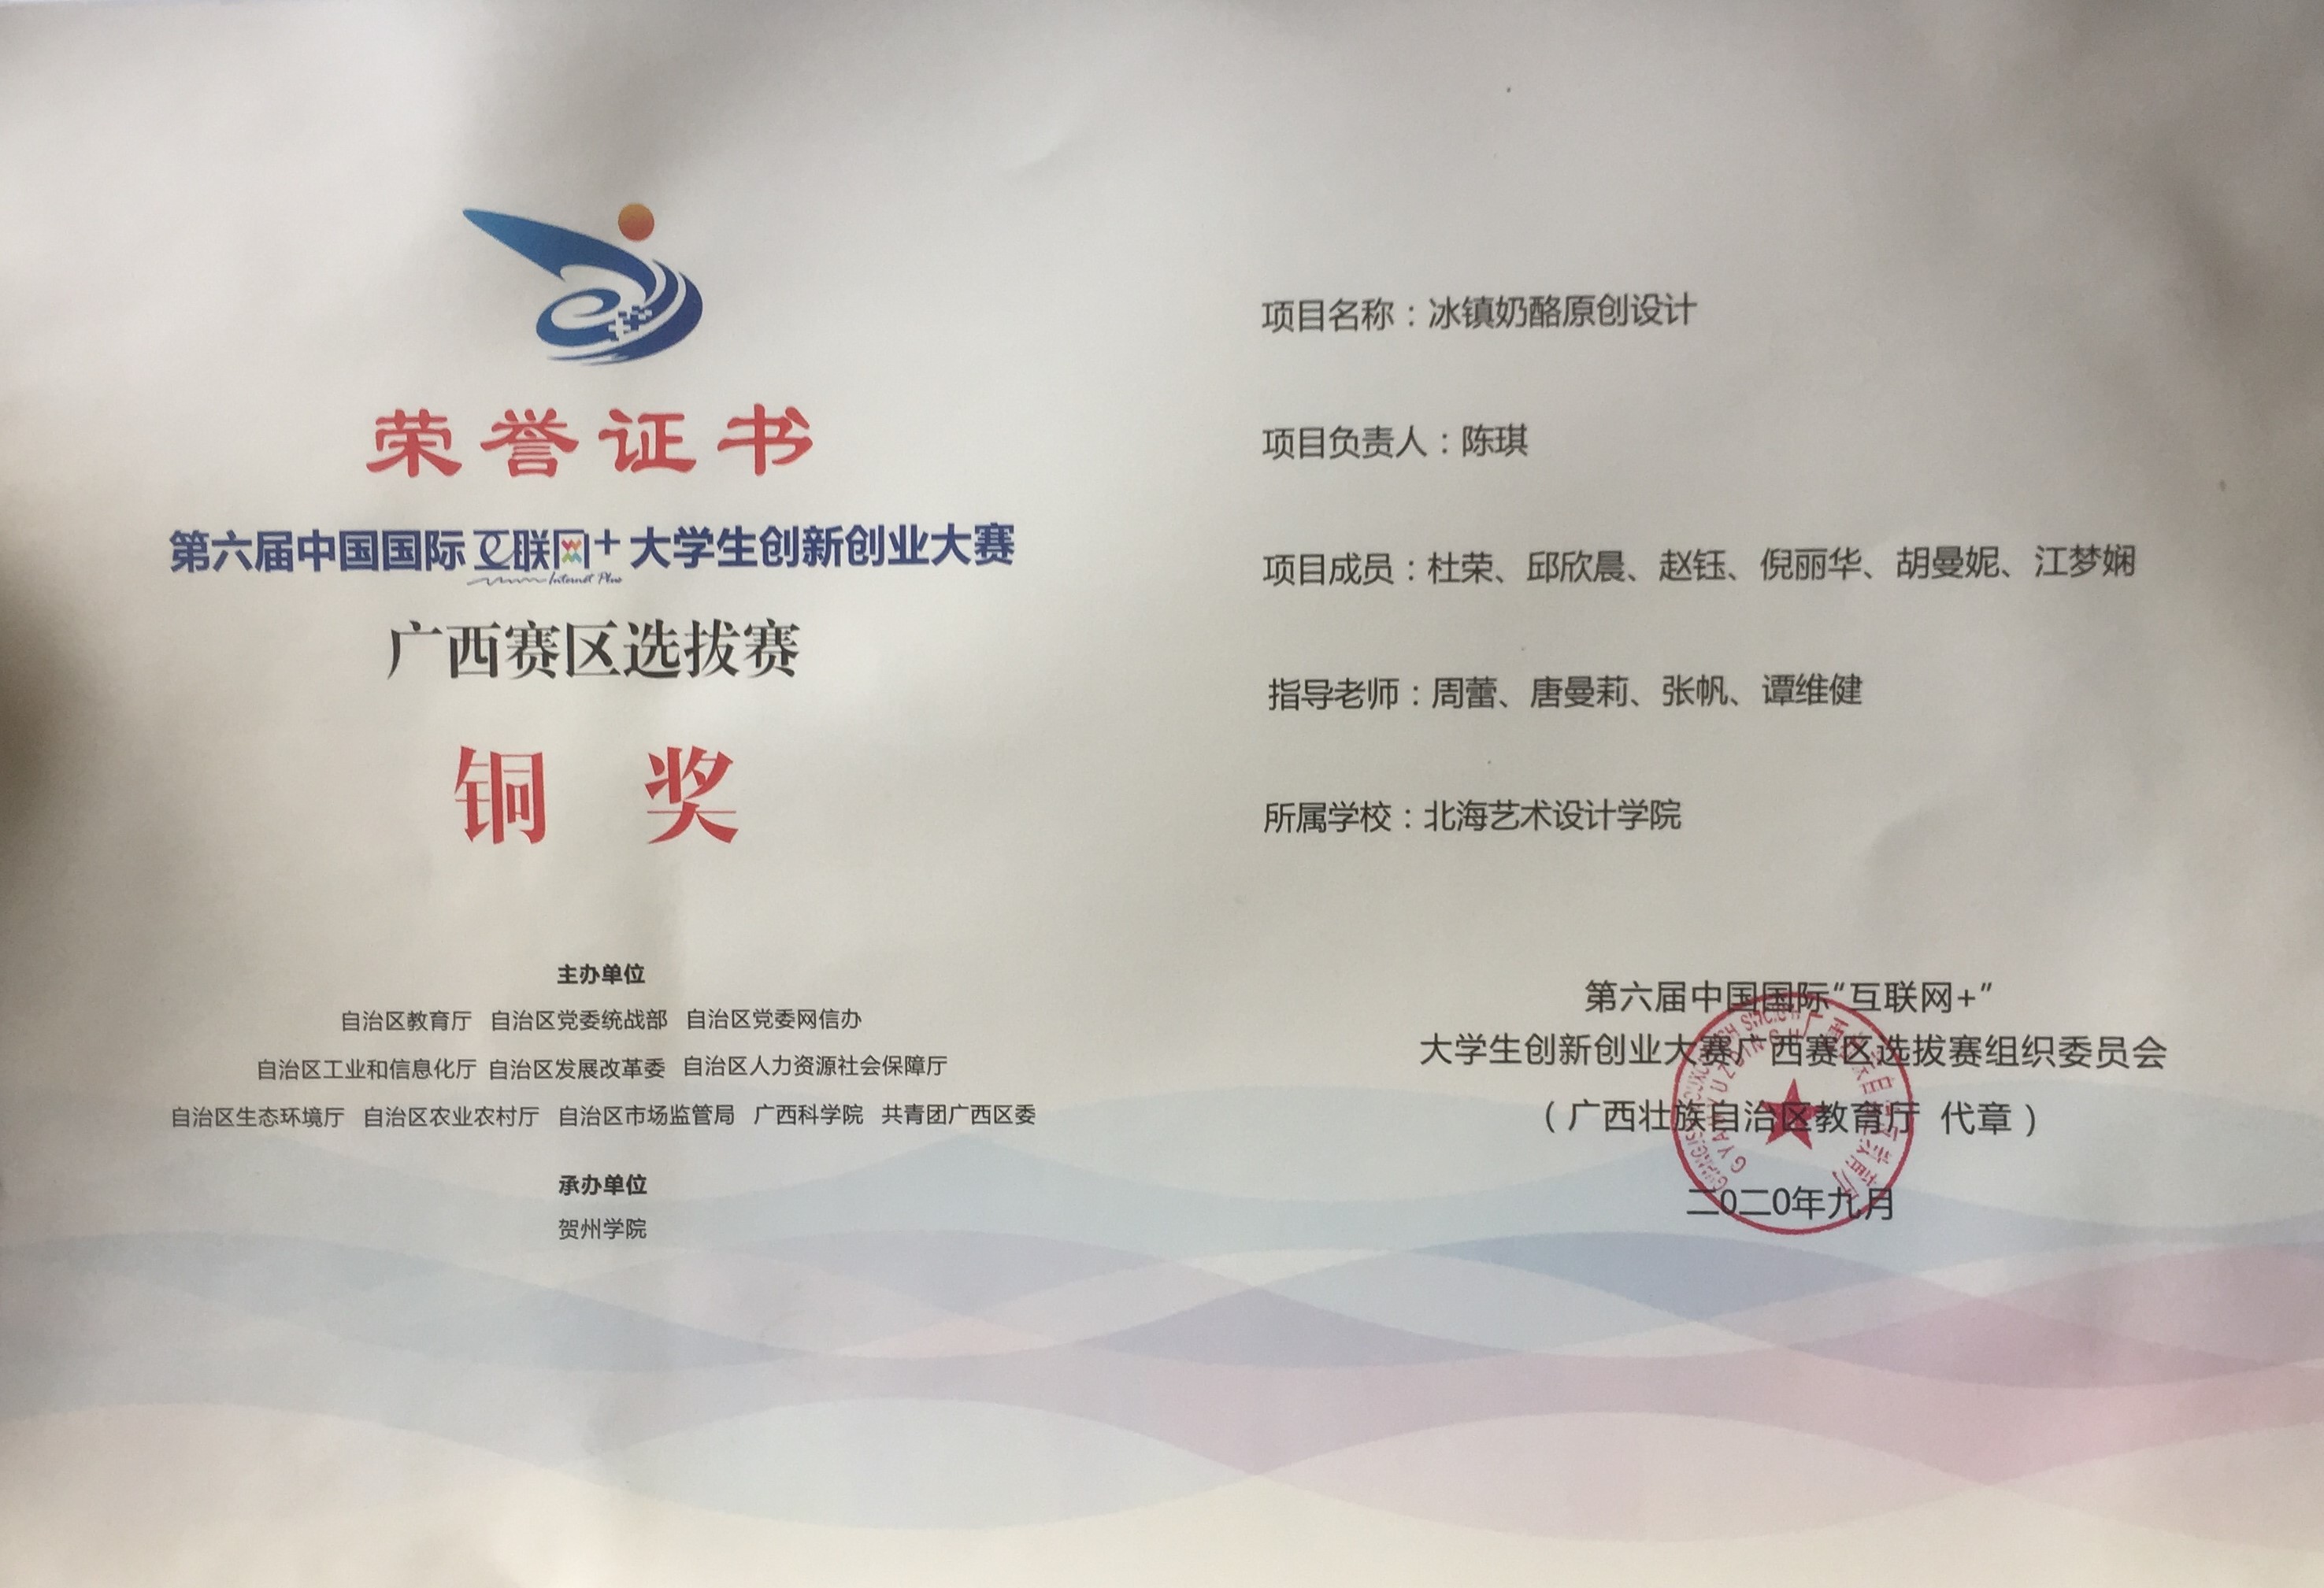 荣誉证书
第六届中国国际互联网+大学生创新创业大赛
Internet Plus
广西赛区选拔赛
铜 奖
主办单位
自治区教育厅 自治区党委统战部 自治区党委网信办
自治区工业和信息化厅 自治区发展改革委 自治区人力资源社会保障厅
自治区生态环境厅 自治区农业农村厅 自治区市场监管局 广西科学院 共青团广西区委
承办单位
贺州学院
项目名称：冰镇奶酪原创设计
项目负责人：陈琪
项目成员：杜荣、邱欣晨、赵钰、倪丽华、胡曼妮、江梦娴
指导老师：周蕾、唐曼莉、张帆、谭维健
所属学校：北海艺术设计学院
第六届中国国际“互联网+”
大学生创新创业大赛广西赛区选拔赛组织委员会
（广西壮族自治区教育厅 代章）
二0二0年九月
广西壮族自治区教育厅